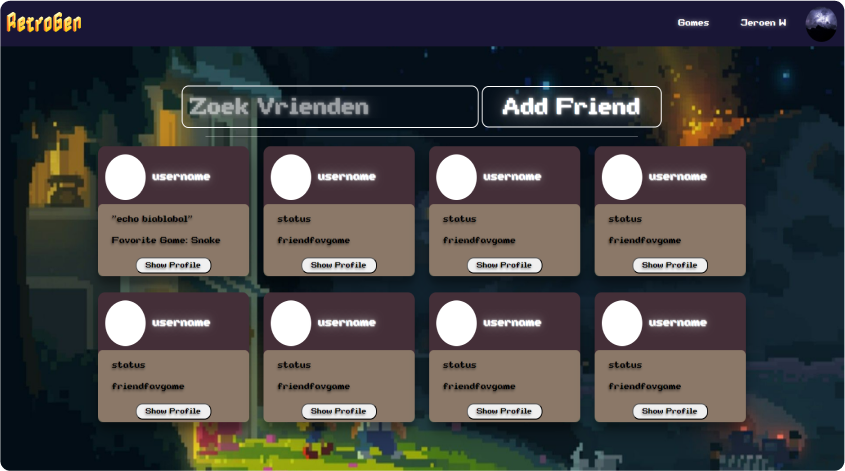 RetroGen
Games Jeroen W
Zoek Vrienden Add Friend
username username username username
"echo blablabal" status status status
Favorite Game: Snake friendfavgame friendfavgame friendfavgame
Show Profile Show Profile Show Profile Show Profile
username username username username
status status status status
friendfavgame friendfavgame friendfavgame friendfavgame
Show Profile Show Profile Show Profile Show Profile